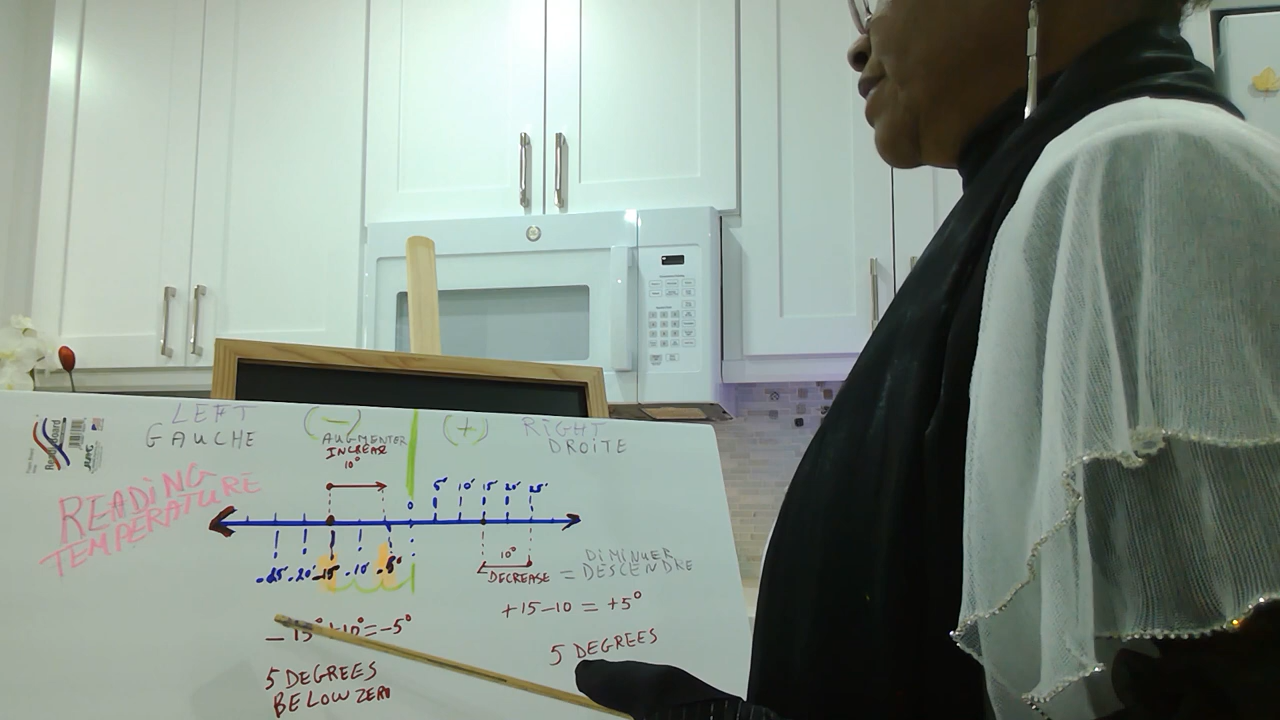 LEFT
GAUCHE
(-)
AUGMENTER
INCREASE
10°
(+)
RIGHT
DROITE
READING
TEMPERATURE
0 5° 10° 15° 20° 25°
-25° -20° -15° -10° -5°
10°
DECREASE = DIMINUER
DESCENDRE
-15°+10°=-5°
5 DEGREES
BELOW ZERO
+15-10 = +5°
5 DEGREES